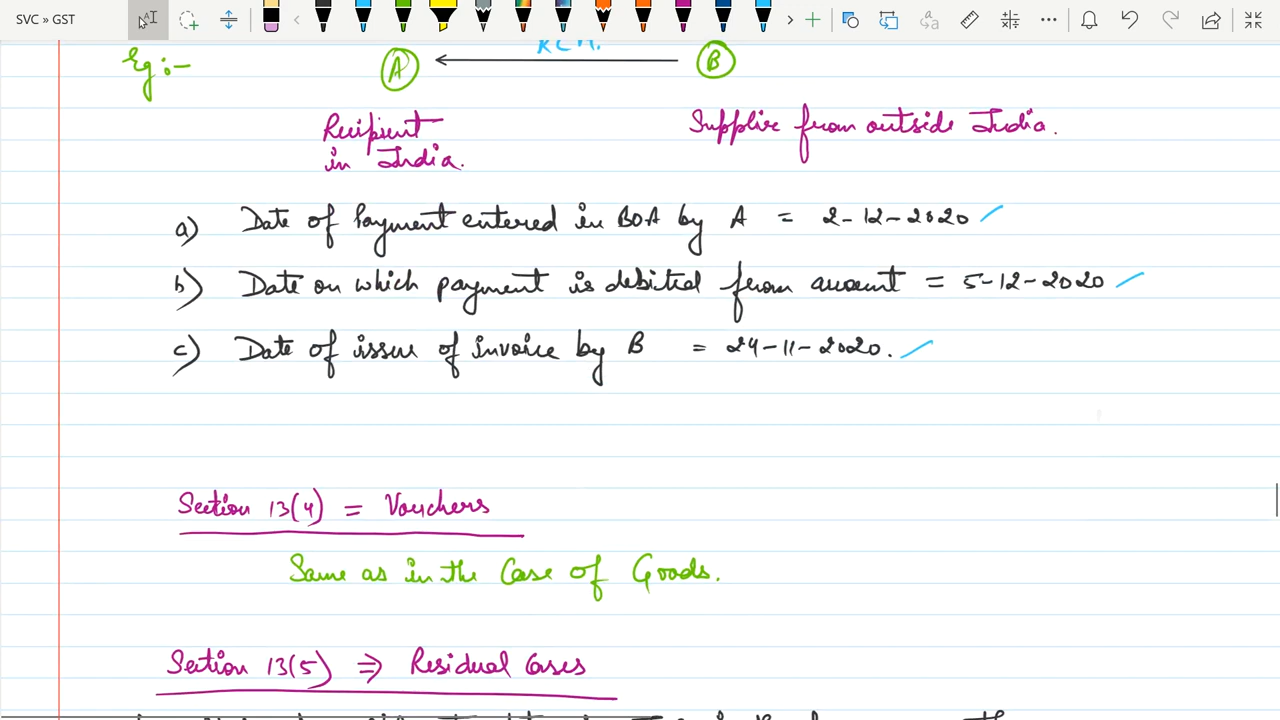 SVC » GST
RCM.
Eg:-
A
B
Recipient
in India.
Supplier from outside India.
a) Date of Payment entered in BOA by A = 2-12-2020
b) Date on which payment is debited from account = 5-12-2020
c) Date of issue of invoice by B = 24-11-2020.
Section 13(4) = Vouchers
Same as in the Case of Goods.
Section 13(5) ⇒ Residual Cases